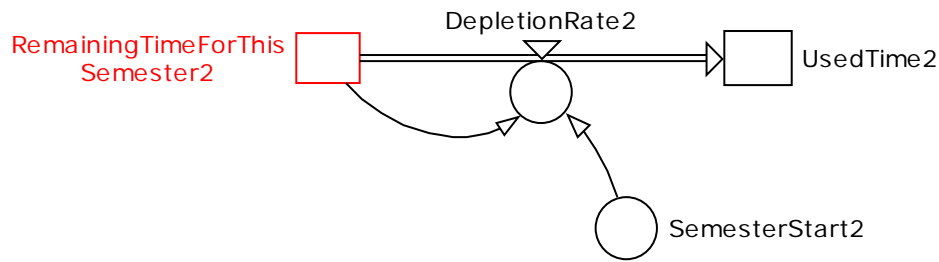 DepletionRate2
RemainingTimeForThis
Semester2
UsedTime2
SemesterStart2